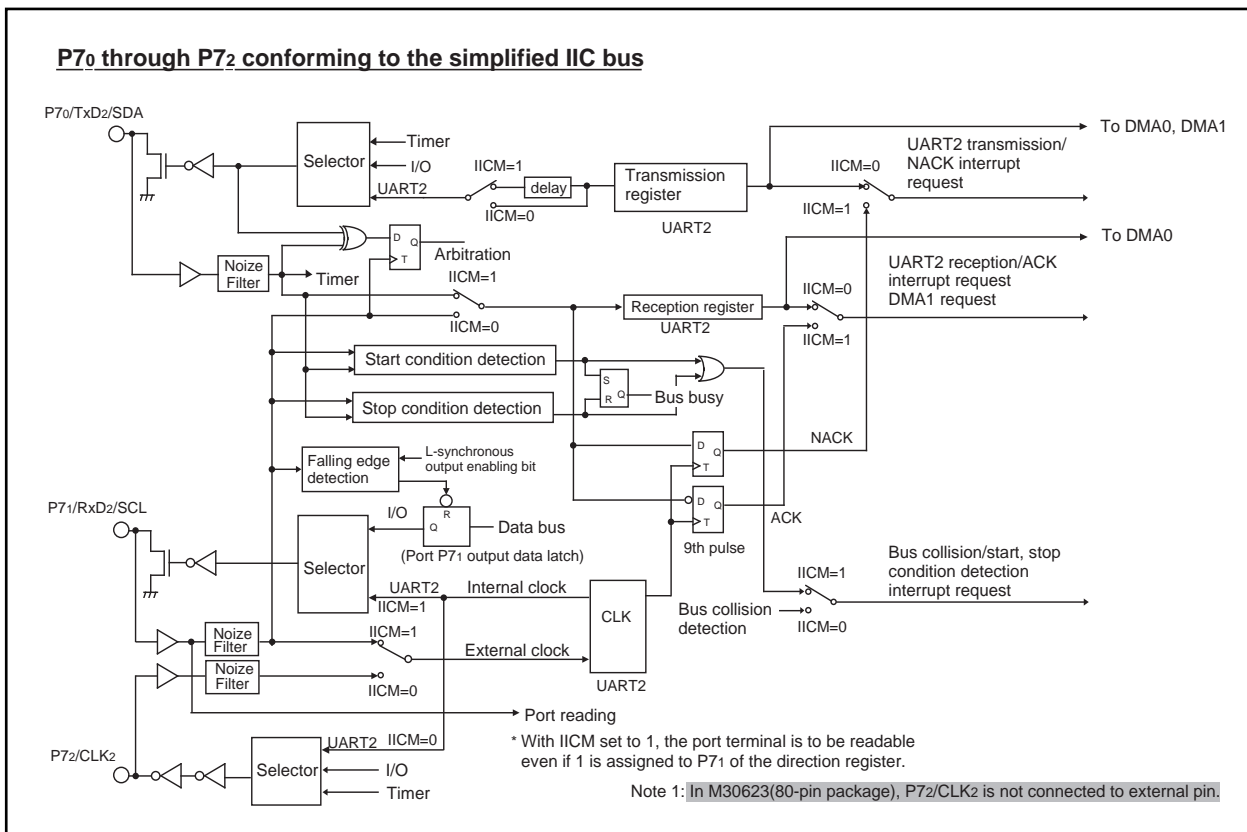 P70 through P72 conforming to the simplified IIC bus
P70/TxD2/SDA
Selector
Timer
I/O
UART2
IICM=1
delay
IICM=0
Transmission
register
UART2
IICM=0
IICM=1
To DMA0, DMA1
UART2 transmission/
NACK interrupt
request
D
Q
T
Arbitration
Noize
Filter
Timer
IICM=1
IICM=0
Reception register
UART2
To DMA0
UART2 reception/ACK
interrupt request
DMA1 request
IICM=0
IICM=1
Start condition detection
S
R
Q
Bus busy
Stop condition detection
NACK
D
Q
T
Falling edge
detection
L-synchronous
output enabling bit
D
Q
T
ACK
9th pulse
P71/RxD2/SCL
I/O
R
Q
Data bus
(Port P71 output data latch)
Selector
UART2
IICM=1
Internal clock
CLK
UART2
Bus collision/start, stop
condition detection
interrupt request
IICM=1
Bus collision
detection
IICM=0
Noize
Filter
IICM=1
External clock
Noize
Filter
IICM=0
Port reading
* With IICM set to 1, the port terminal is to be readable
even if 1 is assigned to P71 of the direction register.
P72/CLK2
Selector
UART2
IICM=0
I/O
Timer
Note 1: In M30623(80-pin package), P72/CLK2 is not connected to external pin.